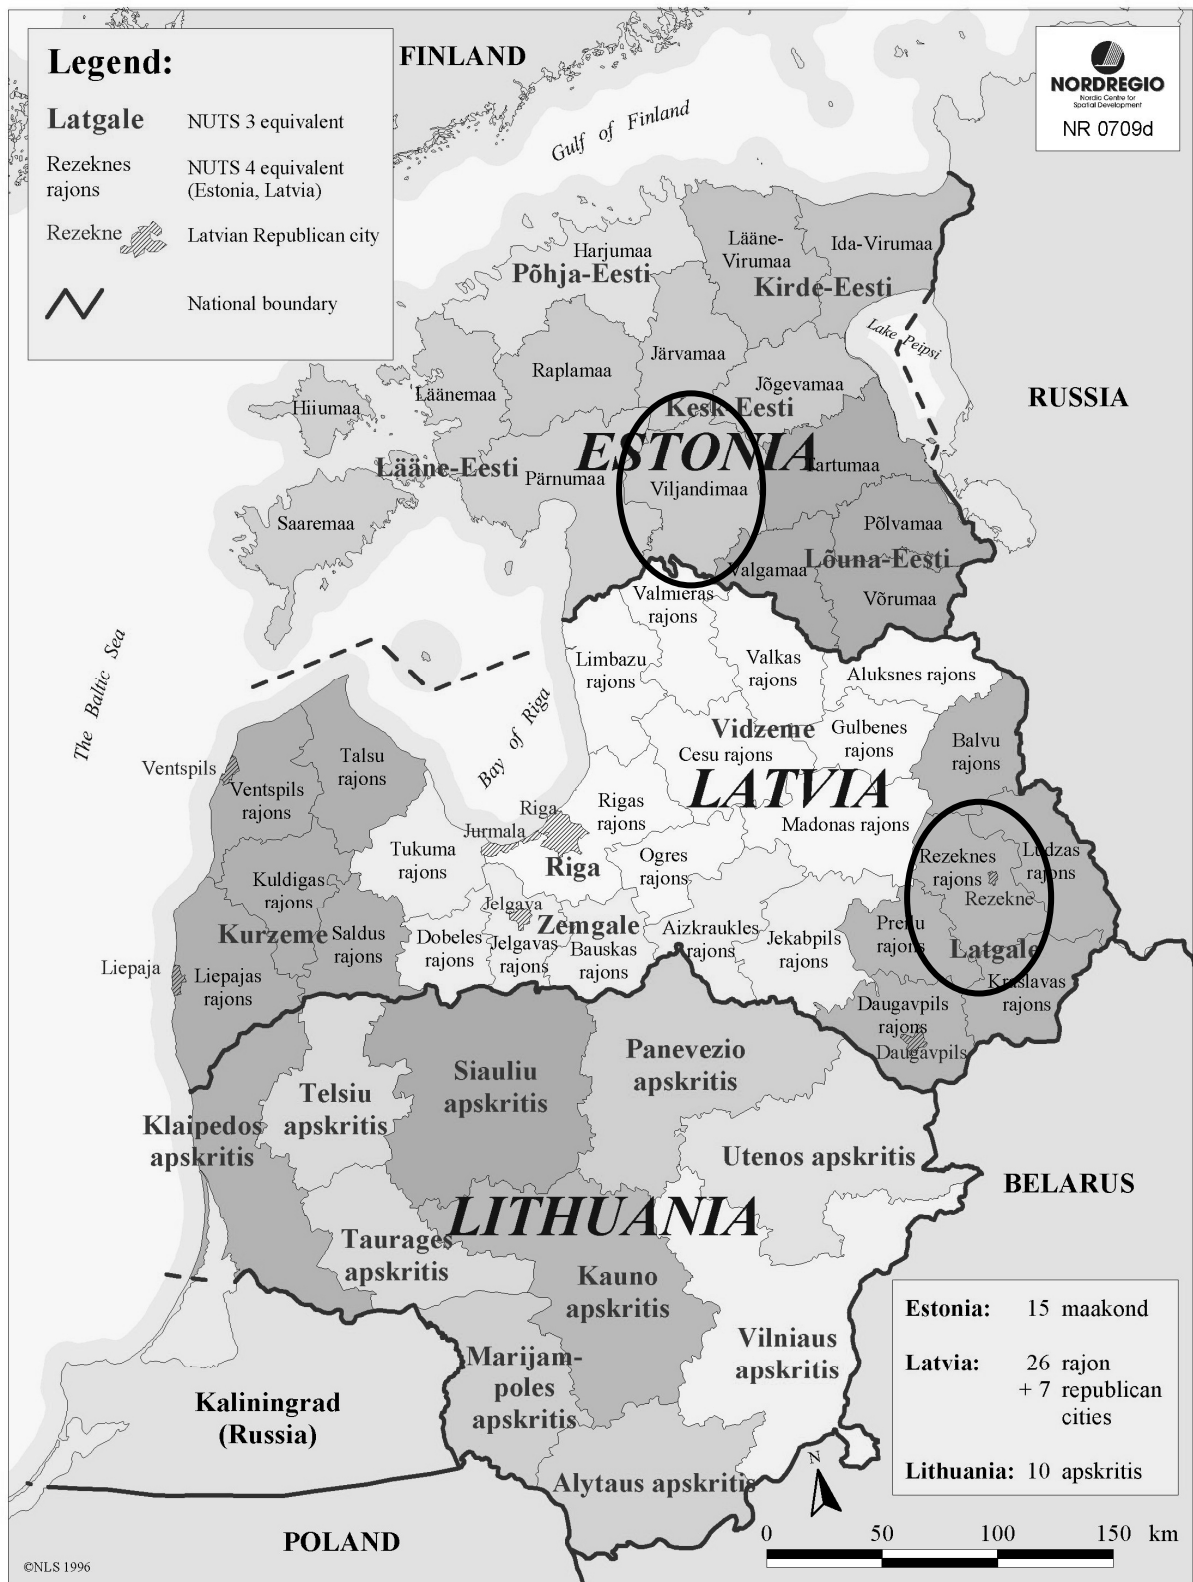 Legend:
Latgale
NUTS 3 equivalent
Rezeknes
rajons
NUTS 4 equivalent
(Estonia, Latvia)
Rezekne
Latvian Republican city
National boundary
FINLAND
NORDREGIO
Nordic Centre for
Spatial Development
NR 0709d
Gulf of Finland
Harjumaa
Põhja-Eesti
Lääne-
Virumaa
Ida-Virumaa
Kirde-Eesti
Lake Peipsi
Järvamaa
Raplamaa
Jõgevamaa
Läänemaa
Hiiumaa
Kesk-Eesti
RUSSIA
ESTONIA
Tartumaa
Lääne-Eesti
Pärnumaa
Viljandimaa
Saaremaa
Põlvamaa
Lõuna-Eesti
Valgamaa
Võrumaa
Valmieras
rajons
The Baltic Sea
Limbazu
rajons
Valkas
rajons
Aluksnes rajons
Bay of Riga
Vidzeme
Gulbenes
rajons
Cesu rajons
Balvu
rajons
Talsu
rajons
Ventspils
Ventspils
rajons
LATVIA
Rigas
rajons
Riga
Jurmala
Madonas rajons
Tukuma
rajons
Riga
Ogres
rajons
Rezeknes
rajons
Ludzas
rajons
Rezekne
Kuldigas
rajons
Jelgava
Kurzeme
Saldus
rajons
Dobeles
rajons
Zemgale
Jelgavas
rajons
Bauskas
rajons
Aizkraukles
rajons
Jekabpils
rajons
Preilu
rajons
Latgale
Liepaja
Liepajas
rajons
Kraslavas
rajons
Daugavpils
rajons
Daugavpils
Siauliu
apskritis
Panevezio
apskritis
Telsiu
apskritis
Klaipedos
apskritis
Utenos apskritis
BELARUS
LITHUANIA
Taurages
apskritis
Kauno
apskritis
Vilniaus
apskritis
Marijam-
poles
apskritis
Kaliningrad
(Russia)
Alytaus apskritis
POLAND
Estonia: 15 maakond
Latvia: 26 rajon
+ 7 republican
cities
Lithuania: 10 apskritis
N
0 50 100 150 km
©NLS 1996